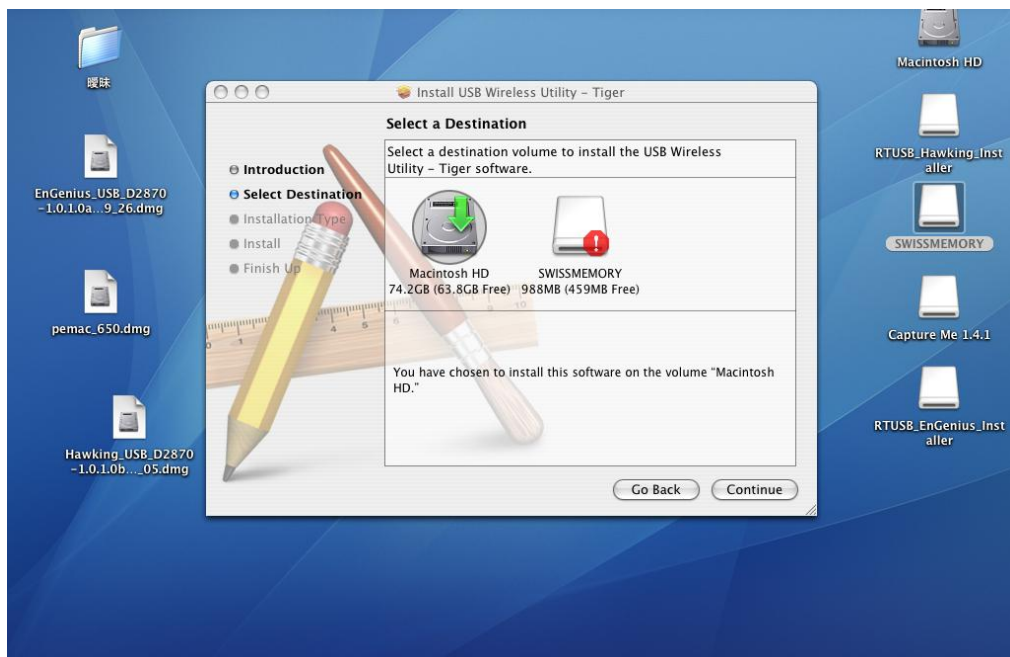 曖昧
EnGenius_USB_D2870
-1.0.1.0a...9_26.dmg
pemac_650.dmg
Hawking_USB_D2870
-1.0.1.0b..._05.dmg
Install USB Wireless Utility – Tiger
Introduction
Select Destination
Installation Type
Install
Finish Up
Select a Destination
Select a destination volume to install the USB Wireless
Utility – Tiger software.
Macintosh HD
74.2GB (63.8GB Free)
SWISSMEMORY
988MB (459MB Free)
You have chosen to install this software on the volume "Macintosh
HD."
Go Back
Continue
Macintosh HD
RTUSB_Hawking_Inst
aller
SWISSMEMORY
Capture Me 1.4.1
RTUSB_EnGenius_Inst
aller